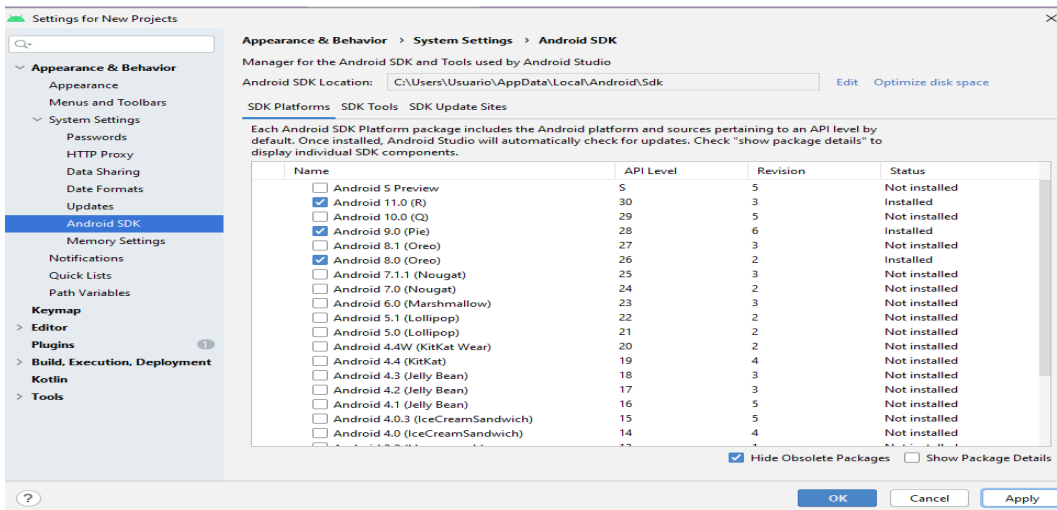 Settings for New Projects
Appearance & Behavior
Appearance
Menus and Toolbars
System Settings
Passwords
HTTP Proxy
Data Sharing
Date Formats
Updates
Android SDK
Memory Settings
Notifications
Quick Lists
Path Variables
Keymap
Editor
Plugins 1
Build, Execution, Deployment
Kotlin
Tools
Appearance & Behavior > System Settings > Android SDK
Manager for the Android SDK and Tools used by Android Studio
Android SDK Location: C:\Users\Usuario\AppData\Local\Android\Sdk Edit Optimize disk space
SDK Platforms SDK Tools SDK Update Sites
Each Android SDK Platform package includes the Android platform and sources pertaining to an API level by
default. Once installed, Android Studio will automatically check for updates. Check "show package details" to
display individual SDK components.
Name API Level Revision Status
Android S Preview S 5 Not installed
Android 11.0 (R) 30 3 Installed
Android 10.0 (Q) 29 5 Not installed
Android 9.0 (Pie) 28 6 Installed
Android 8.1 (Oreo) 27 3 Not installed
Android 8.0 (Oreo) 26 2 Installed
Android 7.1.1 (Nougat) 25 3 Not installed
Android 7.0 (Nougat) 24 2 Not installed
Android 6.0 (Marshmallow) 23 3 Not installed
Android 5.1 (Lollipop) 22 2 Not installed
Android 5.0 (Lollipop) 21 2 Not installed
Android 4.4W (KitKat Wear) 20 2 Not installed
Android 4.4 (KitKat) 19 4 Not installed
Android 4.3 (Jelly Bean) 18 3 Not installed
Android 4.2 (Jelly Bean) 17 3 Not installed
Android 4.1 (Jelly Bean) 16 5 Not installed
Android 4.0.3 (IceCreamSandwich) 15 5 Not installed
Android 4.0 (IceCreamSandwich) 14 4 Not installed
Hide Obsolete Packages Show Package Details
? OK Cancel Apply